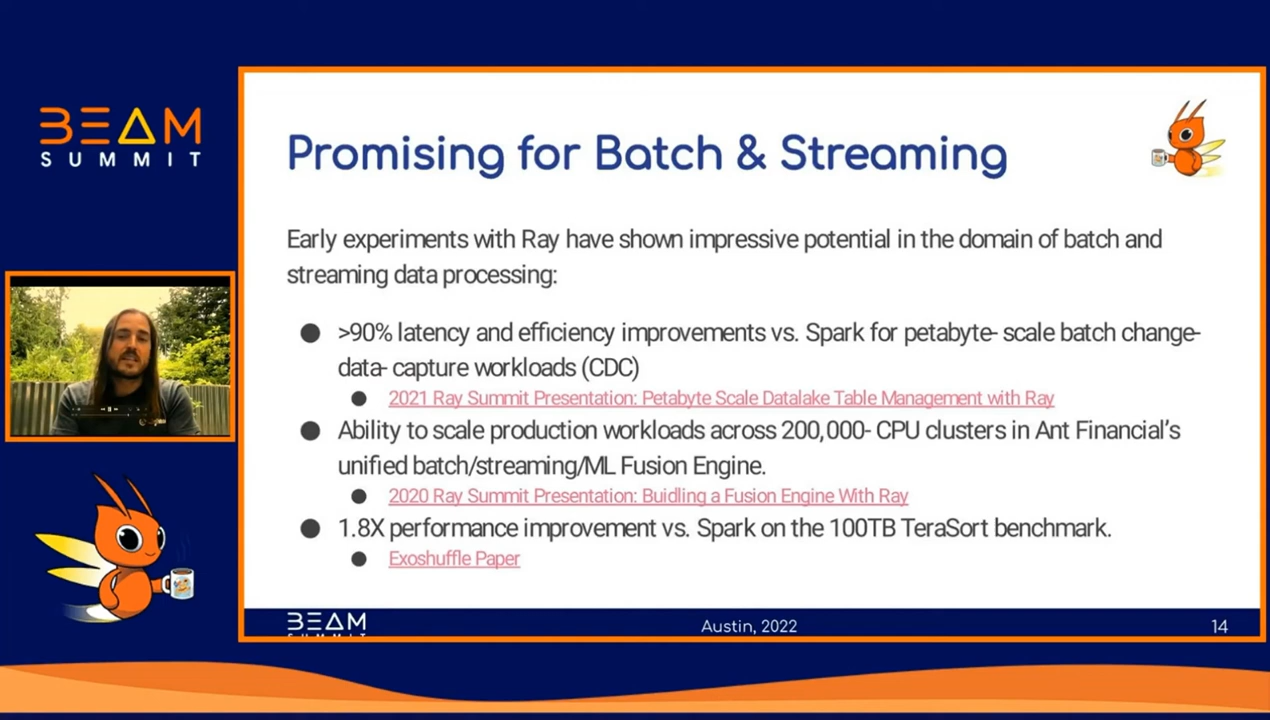 BEAM
SUMMIT
Promising for Batch & Streaming
Early experiments with Ray have shown impressive potential in the domain of batch and
streaming data processing:
● >90% latency and efficiency improvements vs. Spark for petabyte- scale batch change-
data- capture workloads (CDC)
● 2021 Ray Summit Presentation: Petabyte Scale Datalake Table Management with Ray
● Ability to scale production workloads across 200,000- CPU clusters in Ant Financial's
unified batch/streaming/ML Fusion Engine.
● 2020 Ray Summit Presentation: Buidling a Fusion Engine With Ray
● 1.8X performance improvement vs. Spark on the 100TB TeraSort benchmark.
● Exoshuffle Paper
BEAM
SUMMIT
Austin, 2022
14